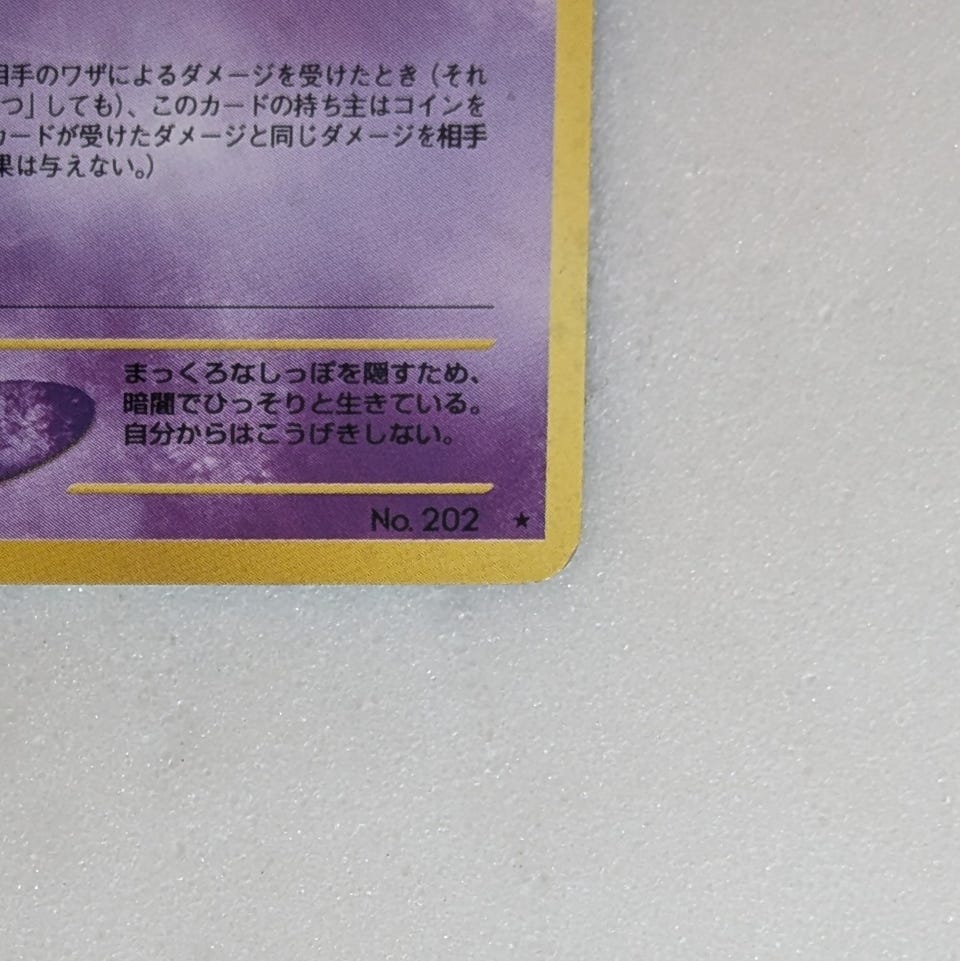 相手のワザによるダメージを受けたとき（それ
つ」しても）、このカードの持ち主はコインを
カードが受けたダメージと同じダメージを相手
果は与えない。）
まっくろなしっぽを隠すため、
暗闇でひっそりと生きている。
自分からはこうげきしない。
No. 202 ★